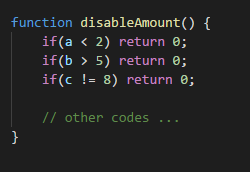 function disableAmount() {
    if(a < 2) return 0;
    if(b > 5) return 0;
    if(c != 8) return 0;

    // other codes ...
}